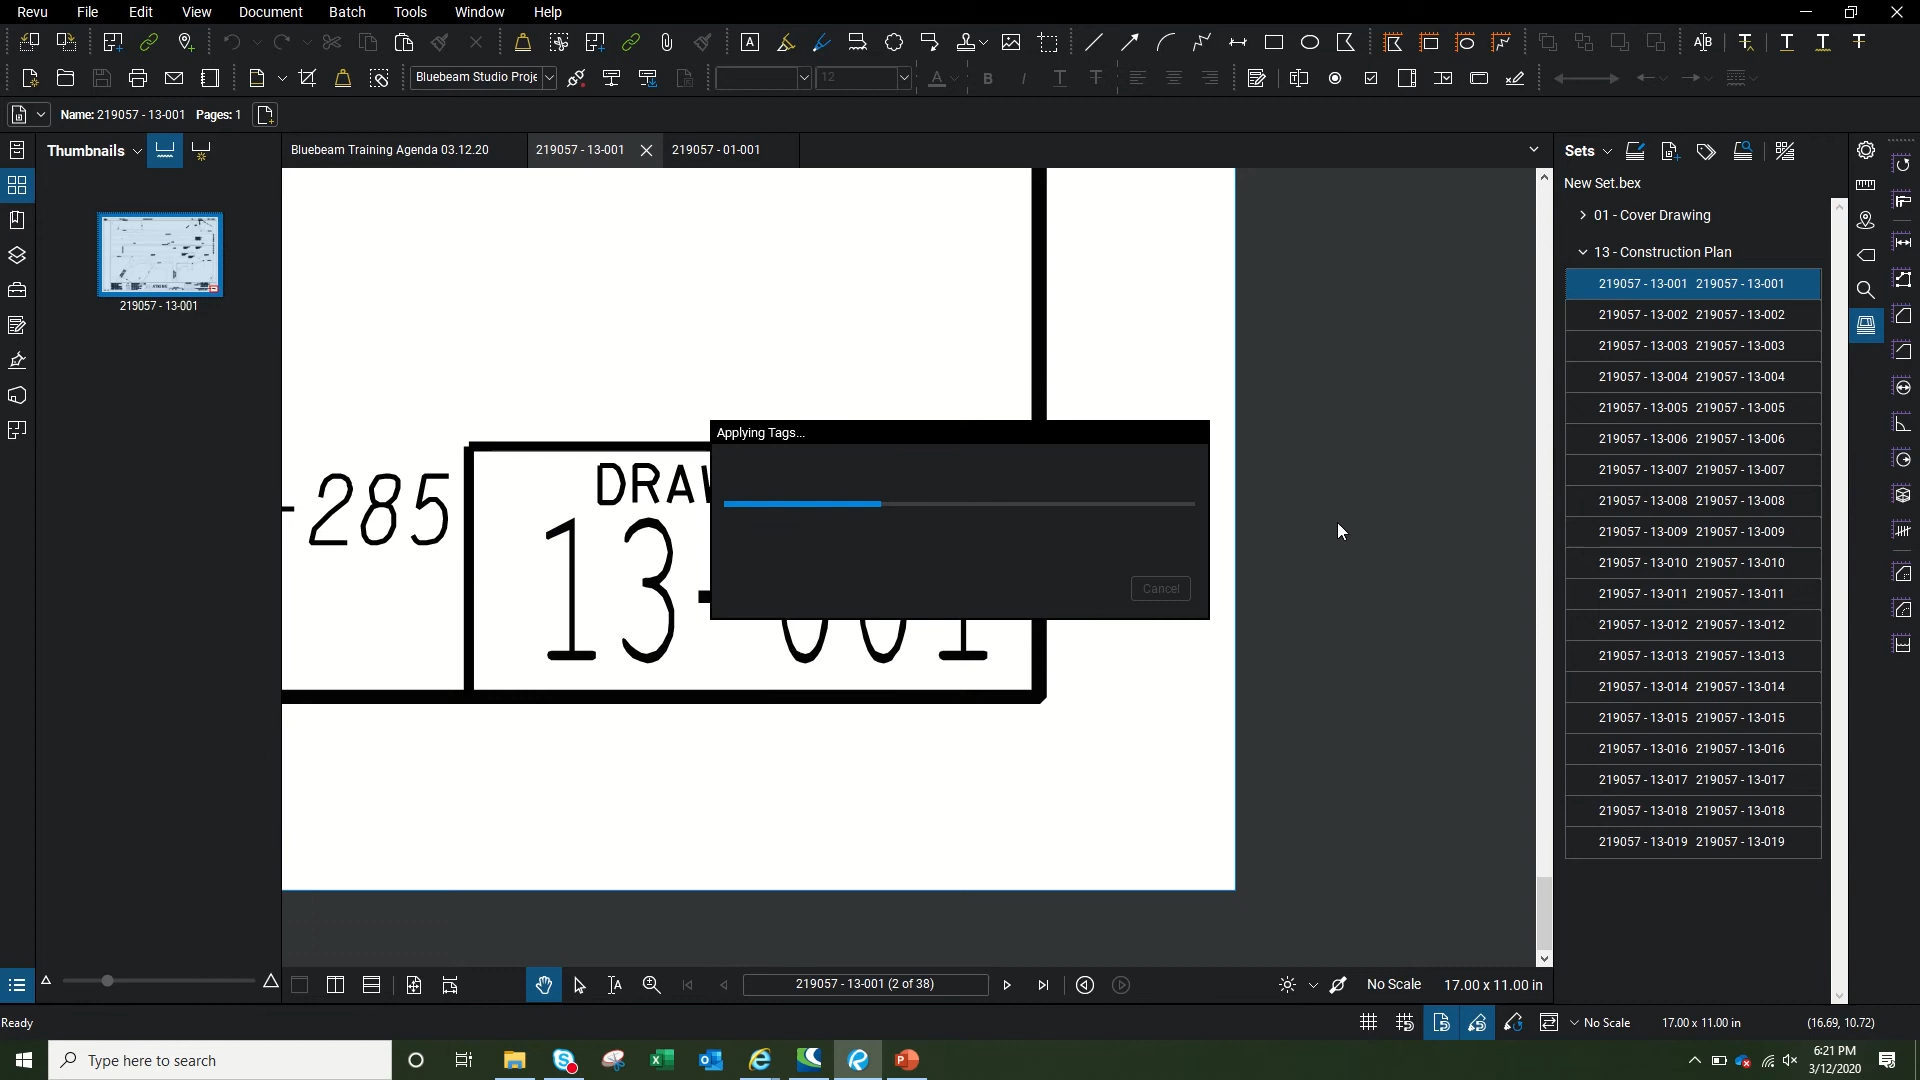 Revu File Edit View Document Batch Tools Window Help
Bluebeam Studio Proje 12
Name: 219057 - 13-001 Pages: 1
Thumbnails
Bluebeam Training Agenda 03.12.20 219057 - 13-001 219057 - 01-001
219057 - 13-001
-285
DRAW
13-001
Applying Tags...
Cancel
Sets
New Set.bex
01 - Cover Drawing
13 - Construction Plan
219057 - 13-001 219057 - 13-001
219057 - 13-002 219057 - 13-002
219057 - 13-003 219057 - 13-003
219057 - 13-004 219057 - 13-004
219057 - 13-005 219057 - 13-005
219057 - 13-006 219057 - 13-006
219057 - 13-007 219057 - 13-007
219057 - 13-008 219057 - 13-008
219057 - 13-009 219057 - 13-009
219057 - 13-010 219057 - 13-010
219057 - 13-011 219057 - 13-011
219057 - 13-012 219057 - 13-012
219057 - 13-013 219057 - 13-013
219057 - 13-014 219057 - 13-014
219057 - 13-015 219057 - 13-015
219057 - 13-016 219057 - 13-016
219057 - 13-017 219057 - 13-017
219057 - 13-018 219057 - 13-018
219057 - 13-019 219057 - 13-019
219057 - 13-001 (2 of 38) No Scale 17.00 x 11.00 in
Ready No Scale 17.00 x 11.00 in (16.69, 10.72)
Type here to search
6:21 PM
3/12/2020